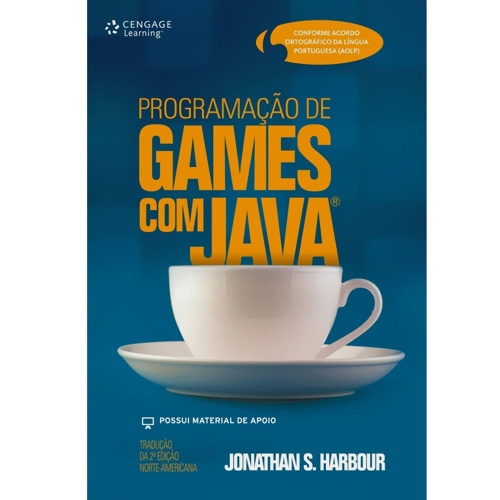 CENGAGE
Learning™
CONFORME ACORDO
ORTOGRÁFICO DA LÍNGUA
PORTUGUESA (AOLP)
PROGRAMAÇÃO DE
GAMES
COM JAVA®
POSSUI MATERIAL DE APOIO
TRADUÇÃO
DA 2ª EDIÇÃO
NORTE-AMERICANA
JONATHAN S. HARBOUR